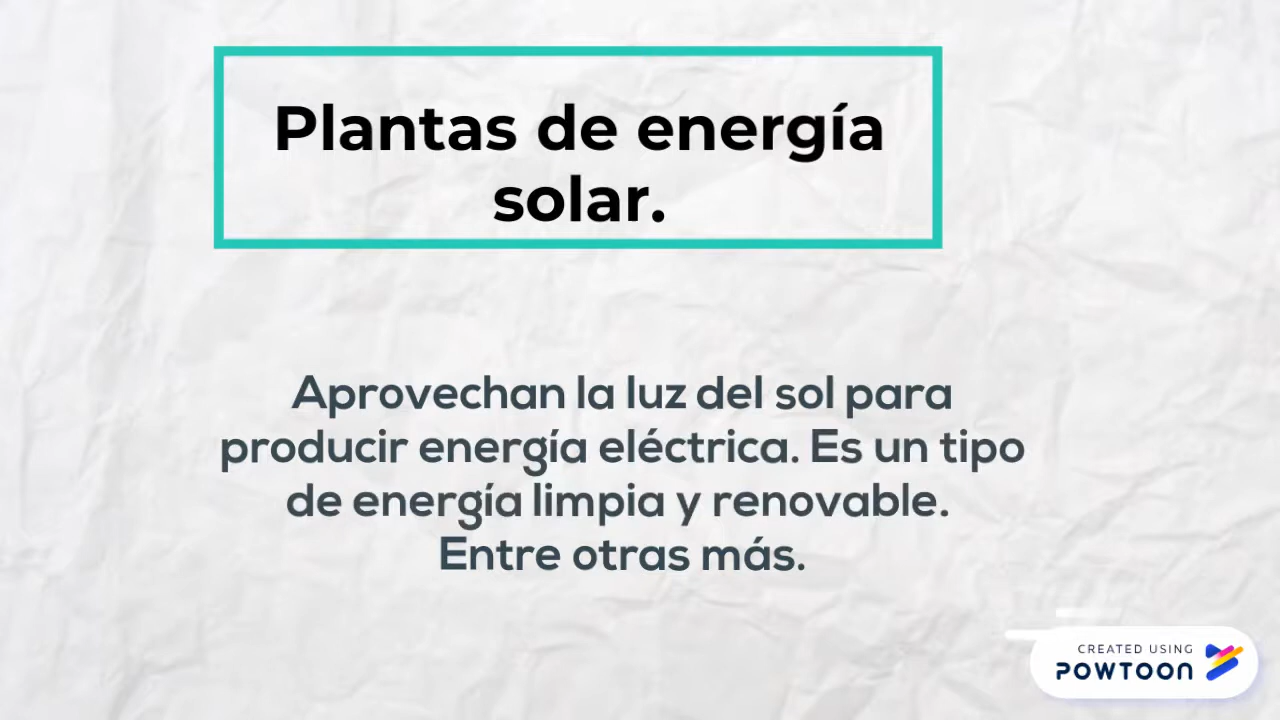 Plantas de energía
solar.
Aprovechan la luz del sol para
producir energía eléctrica. Es un tipo
de energía limpia y renovable.
Entre otras más.
CREATED USING
POWTOON